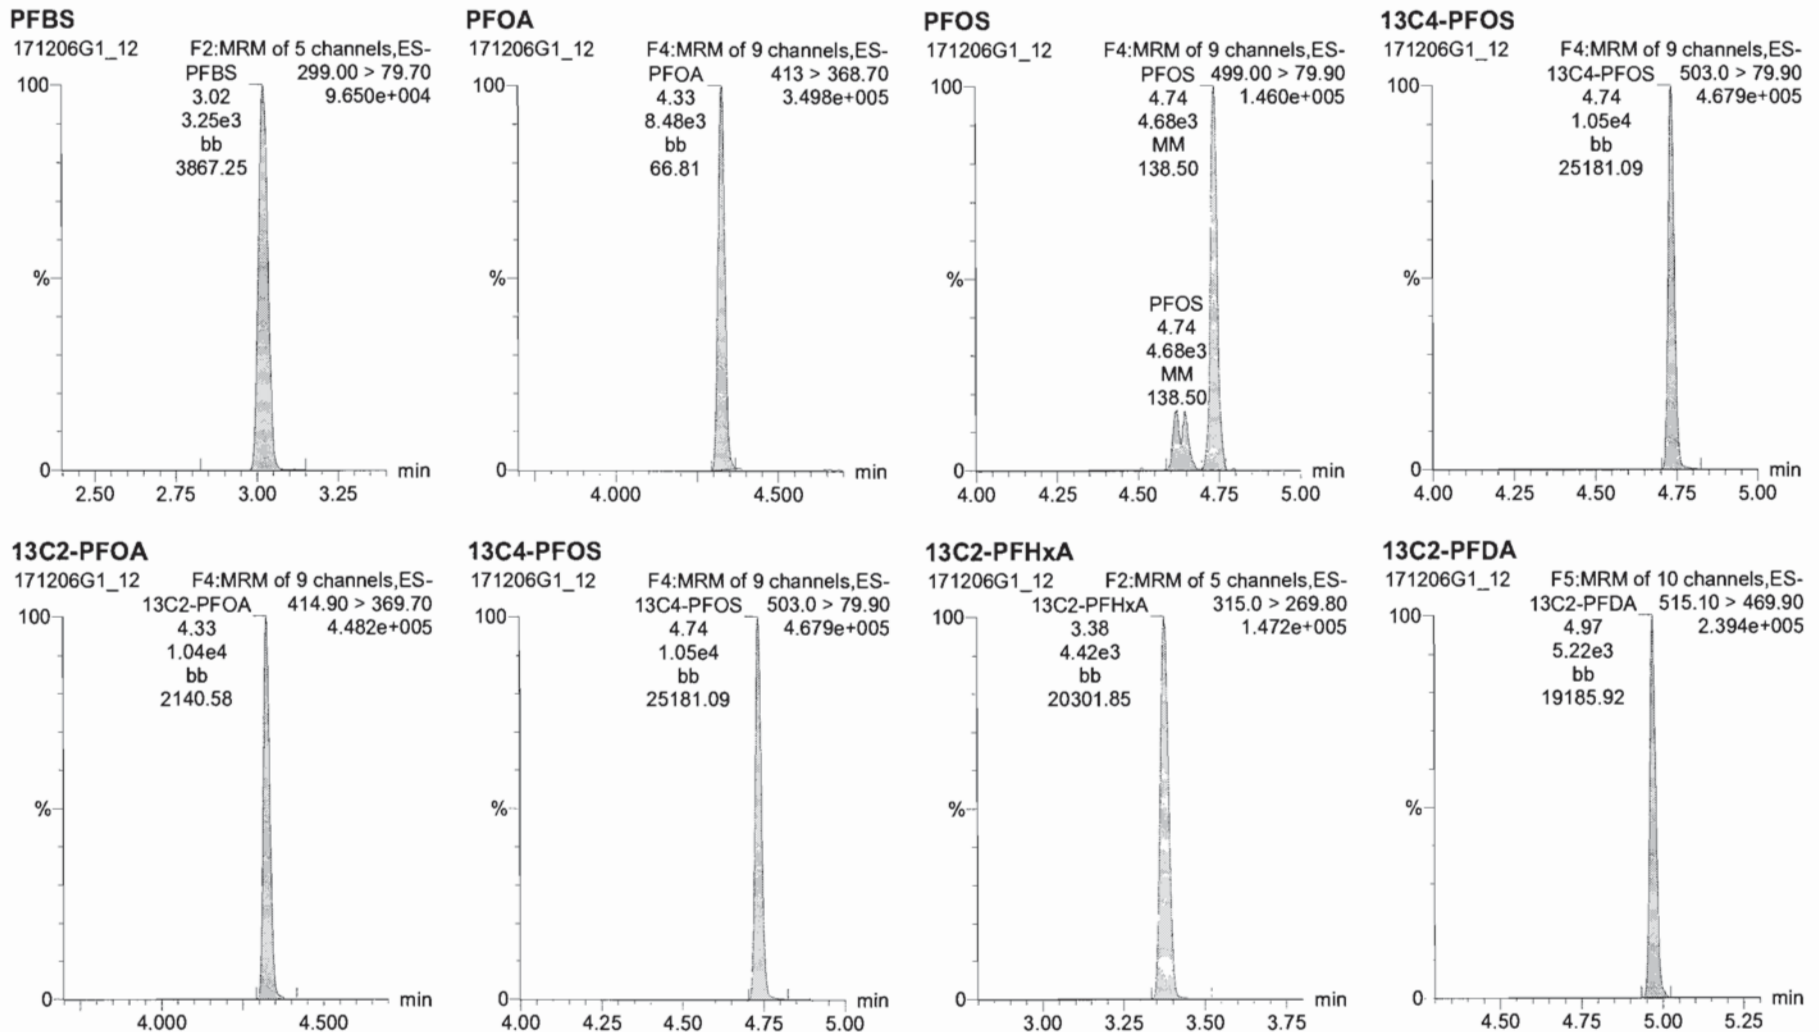 PFBS
171206G1_12 F2:MRM of 5 channels,ES-
PFBS 299.00 > 79.70
3.02 9.650e+004
3.25e3
bb
3867.25
100
%
0
min
2.50 2.75 3.00 3.25
PFOA
171206G1_12 F4:MRM of 9 channels,ES-
PFOA 413 > 368.70
4.33 3.498e+005
8.48e3
bb
66.81
100
%
0
min
4.000 4.500
PFOS
171206G1_12 F4:MRM of 9 channels,ES-
PFOS 499.00 > 79.90
4.74 1.460e+005
4.68e3
MM
138.50
100
%
PFOS
4.74
4.68e3
MM
138.50
0
min
4.00 4.25 4.50 4.75 5.00
13C4-PFOS
171206G1_12 F4:MRM of 9 channels,ES-
13C4-PFOS 503.0 > 79.90
4.74 4.679e+005
1.05e4
bb
25181.09
100
%
0
min
4.00 4.25 4.50 4.75 5.00
13C2-PFOA
171206G1_12 F4:MRM of 9 channels,ES-
13C2-PFOA 414.90 > 369.70
4.33 4.482e+005
1.04e4
bb
2140.58
100
%
0
min
4.000 4.500
13C4-PFOS
171206G1_12 F4:MRM of 9 channels,ES-
13C4-PFOS 503.0 > 79.90
4.74 4.679e+005
1.05e4
bb
25181.09
100
%
0
min
4.00 4.25 4.50 4.75 5.00
13C2-PFHxA
171206G1_12 F2:MRM of 5 channels,ES-
13C2-PFHxA 315.0 > 269.80
3.38 1.472e+005
4.42e3
bb
20301.85
100
%
0
min
3.00 3.25 3.50 3.75
13C2-PFDA
171206G1_12 F5:MRM of 10 channels,ES-
13C2-PFDA 515.10 > 469.90
4.97 2.394e+005
5.22e3
bb
19185.92
100
%
0
min
4.50 4.75 5.00 5.25